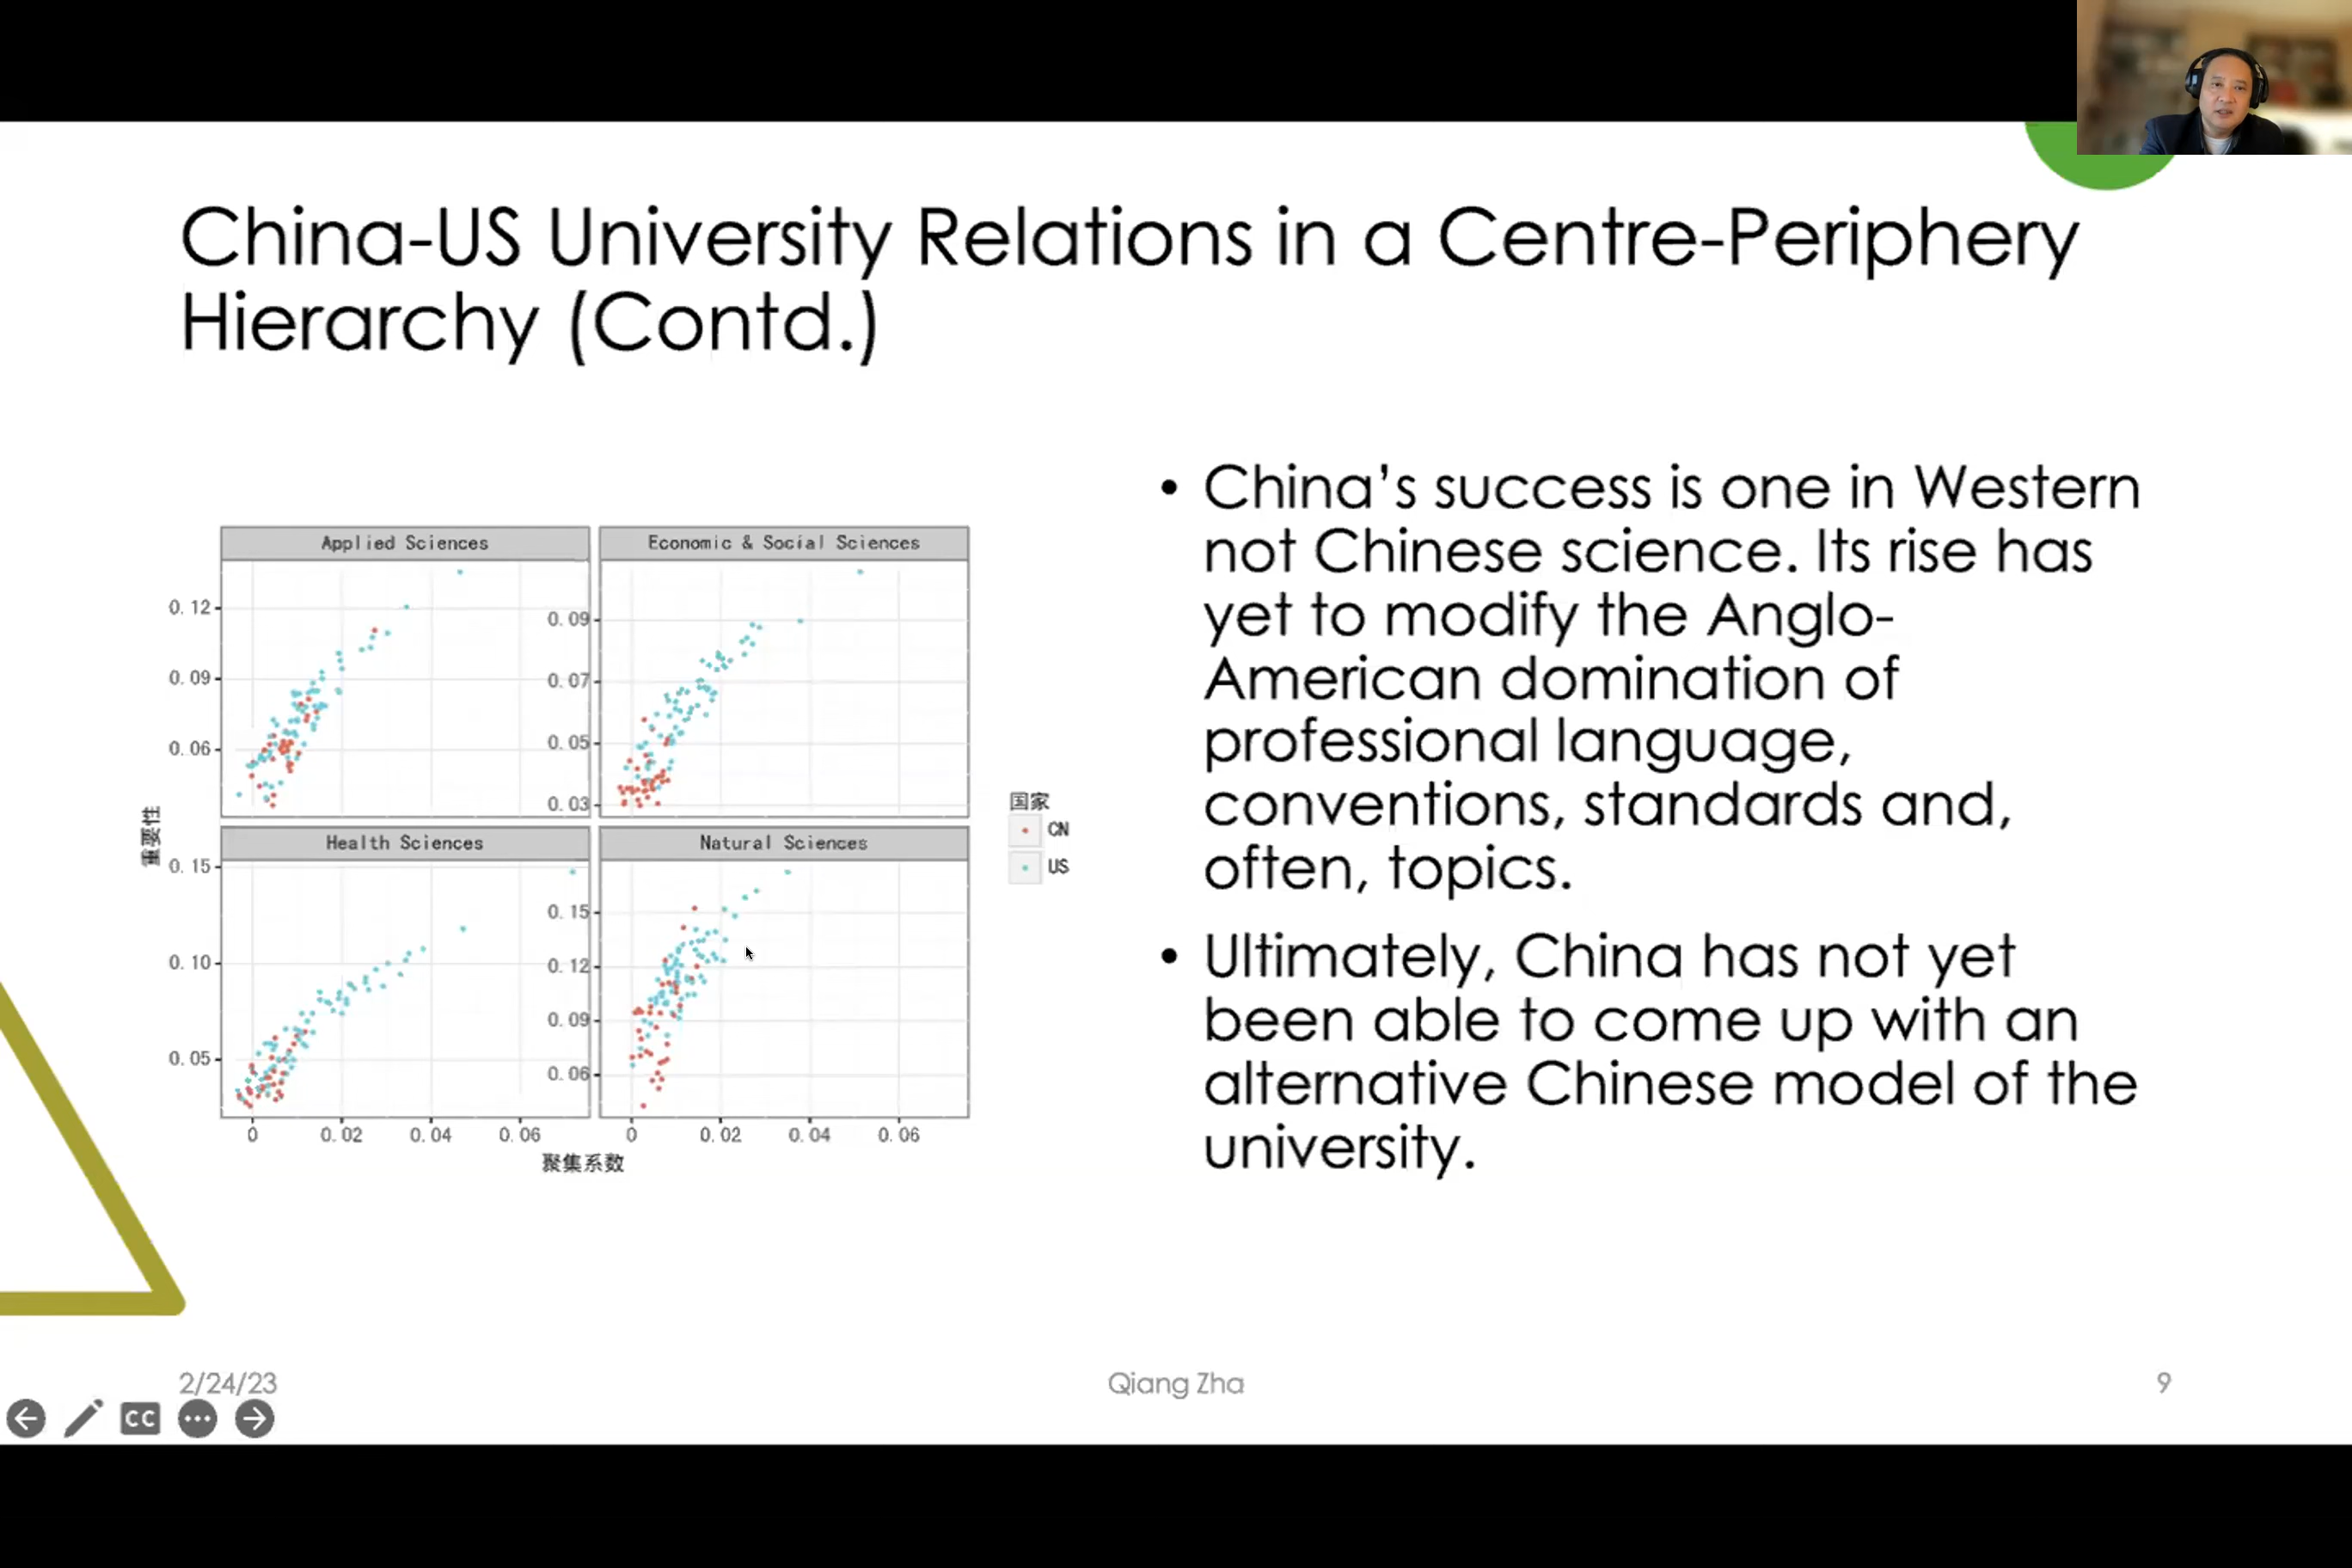 China-US University Relations in a Centre-Periphery
Hierarchy (Contd.)
Applied Sciences
Economic & Social Sciences
0.12
0.09
0.06
0.09
0.07
0.05
0.03
Health Sciences
Natural Sciences
0.15
0.10
0.05
0.15
0.12
0.09
0.06
0
0.02
0.04
0.06
0
0.02
0.04
0.06
重要性
聚集系数
国家
CN
US
• China’s success is one in Western
not Chinese science. Its rise has
yet to modify the Anglo-
American domination of
professional language,
conventions, standards and,
often, topics.
• Ultimately, China has not yet
been able to come up with an
alternative Chinese model of the
university.
2/24/23
Qiang Zha
9
CC